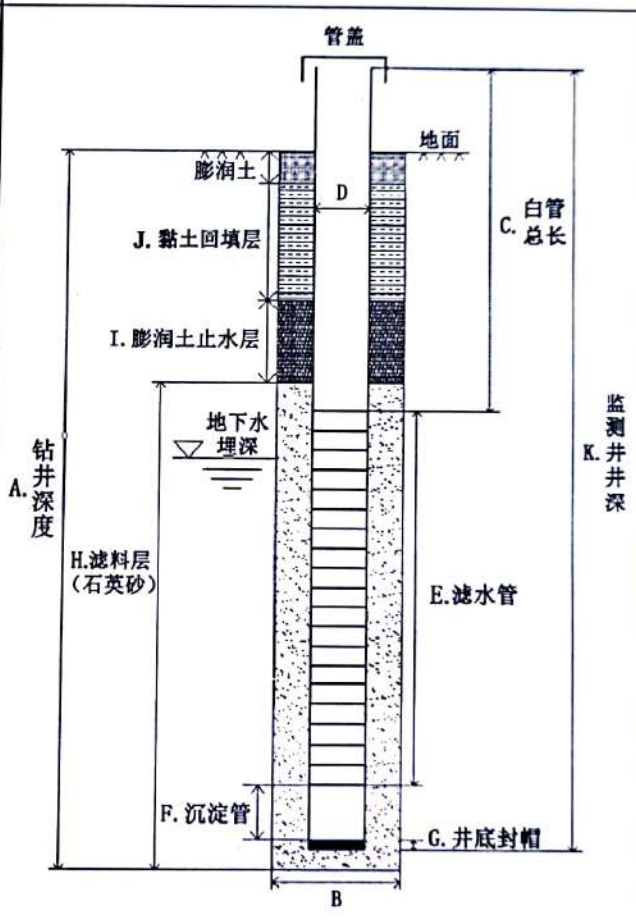 管盖
地面
膨润土
D
C.
白管
总长
J. 黏土回填层
I. 膨润土止水层
地下水
埋深
A.
钻井深度
K.
监测井井深
H.滤料层
(石英砂)
E.滤水管
F. 沉淀管
G. 井底封帽
B